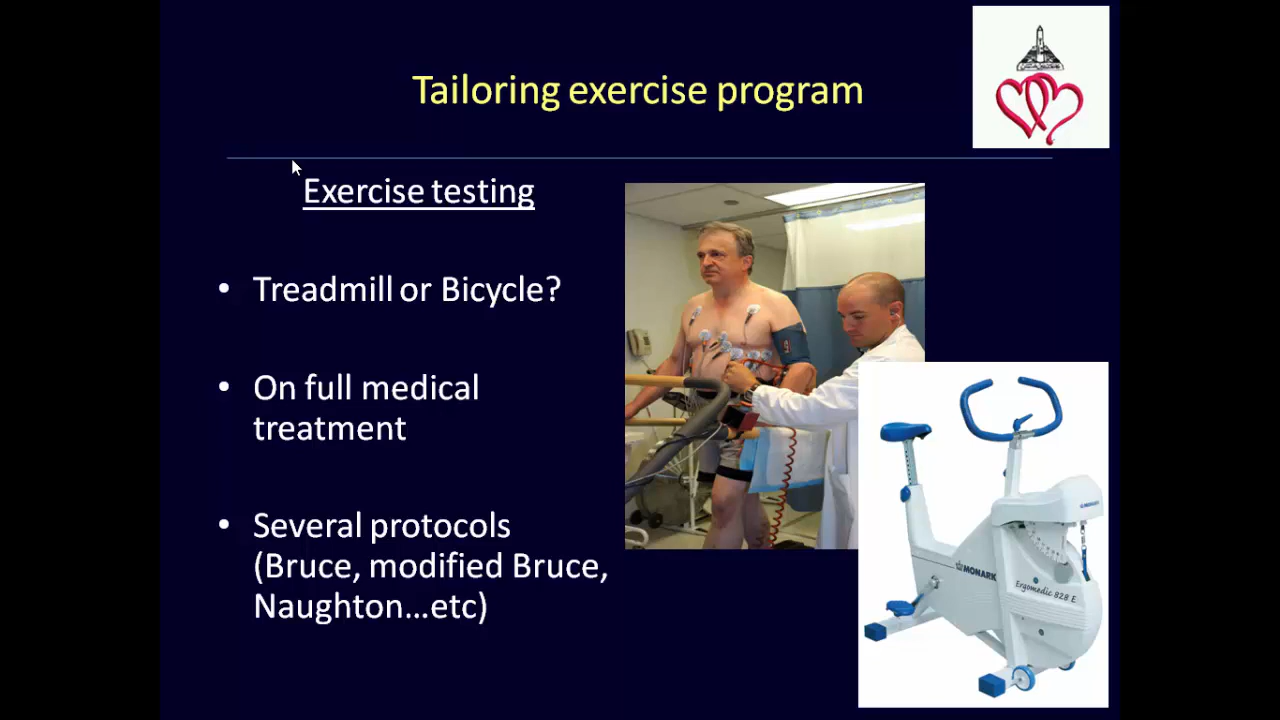 Tailoring exercise program
Exercise testing
• Treadmill or Bicycle?
• On full medical
treatment
• Several protocols
(Bruce, modified Bruce,
Naughton...etc)
MONARK
Ergomedic 828 E